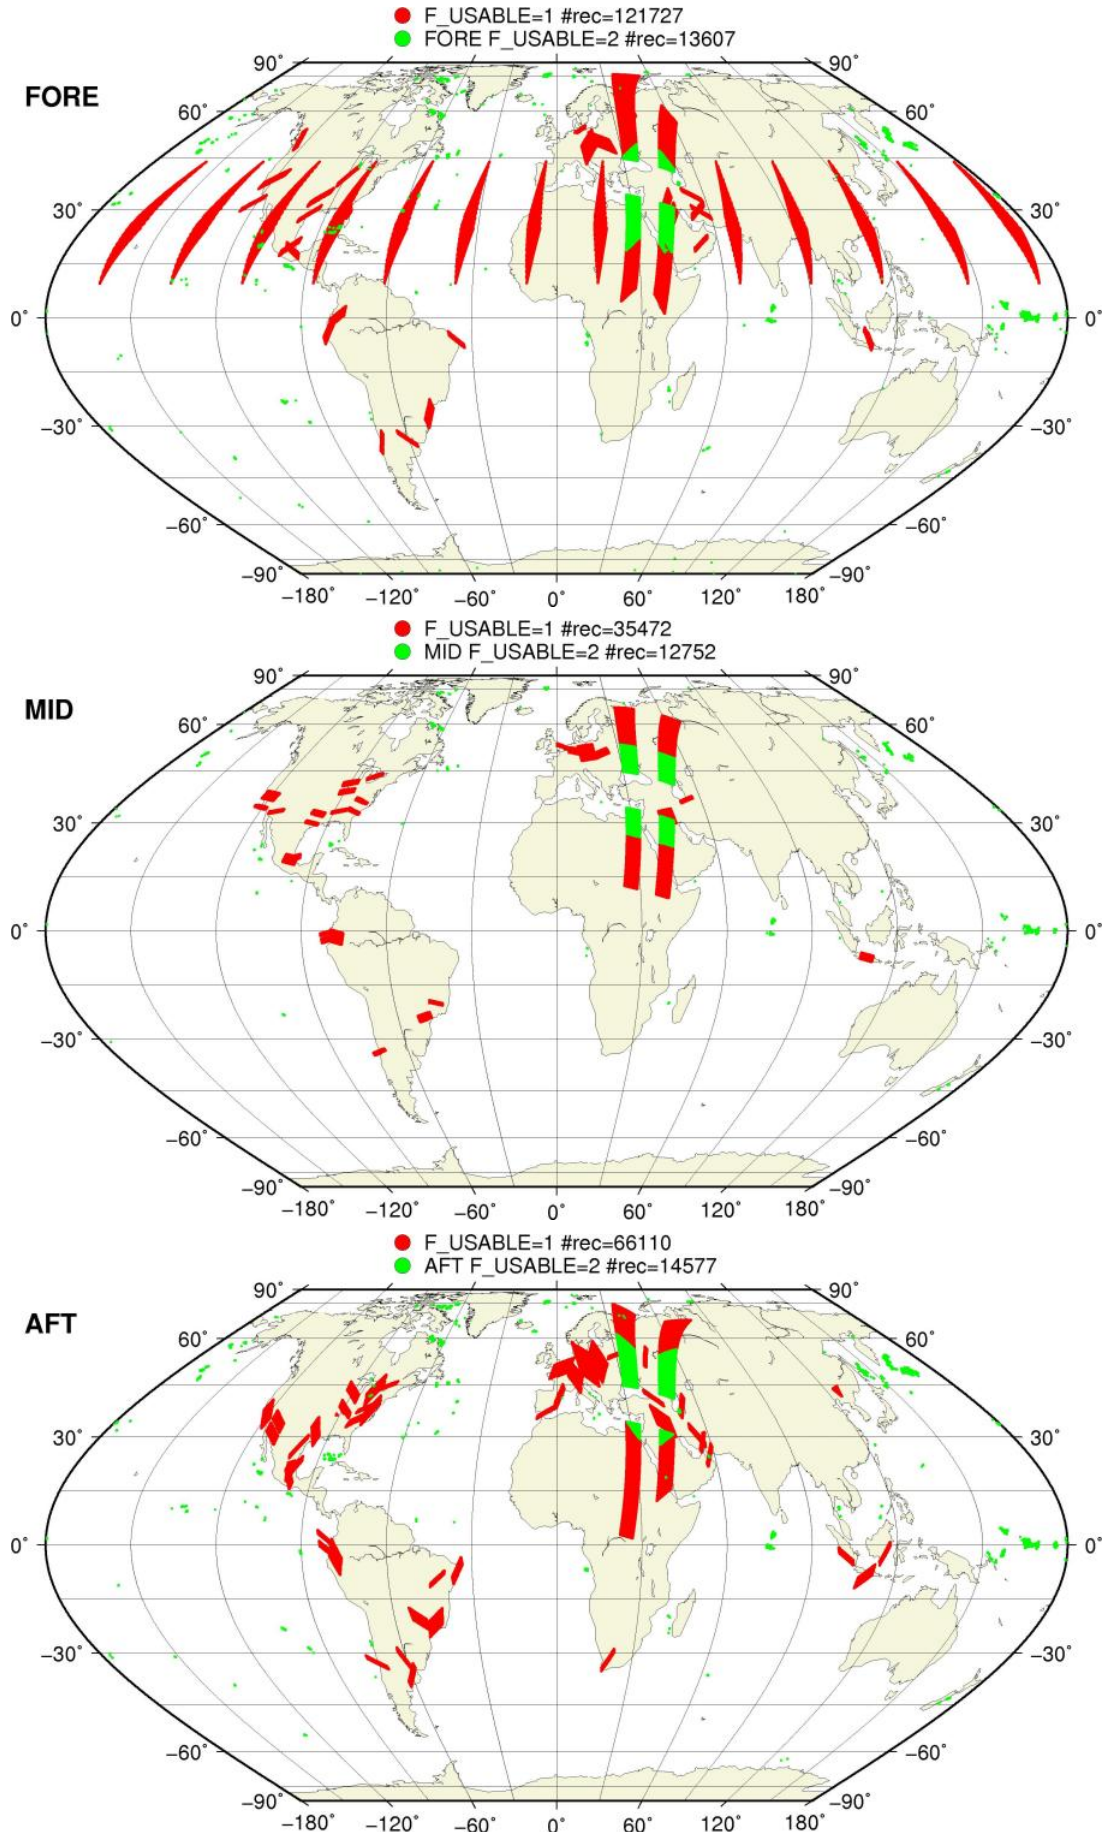 F_USABLE=1 #rec=121727
FORE F_USABLE=2 #rec=13607
FORE
90° 90°
60° 60°
30° 30°
0° 0°
−30° −30°
−60° −60°
−90° −90°
−180° −120° −60° 0° 60° 120° 180°
F_USABLE=1 #rec=35472
MID F_USABLE=2 #rec=12752
MID
90° 90°
60° 60°
30° 30°
0° 0°
−30° −30°
−60° −60°
−90° −90°
−180° −120° −60° 0° 60° 120° 180°
F_USABLE=1 #rec=66110
AFT F_USABLE=2 #rec=14577
AFT
90° 90°
60° 60°
30° 30°
0° 0°
−30° −30°
−60° −60°
−90° −90°
−180° −120° −60° 0° 60° 120° 180°